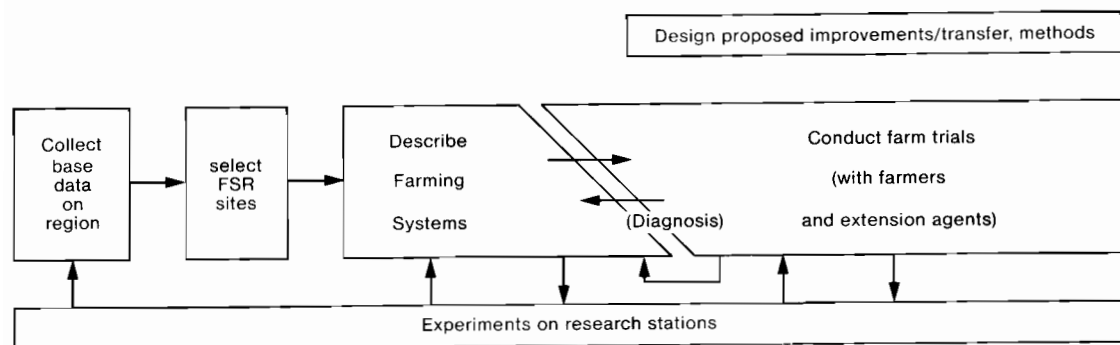 Design proposed improvements/transfer, methods
Collect
base
data
on
region
select
FSR
sites
Describe
Farming
Systems
(Diagnosis)
Conduct farm trials
(with farmers
and extension agents)
Experiments on research stations